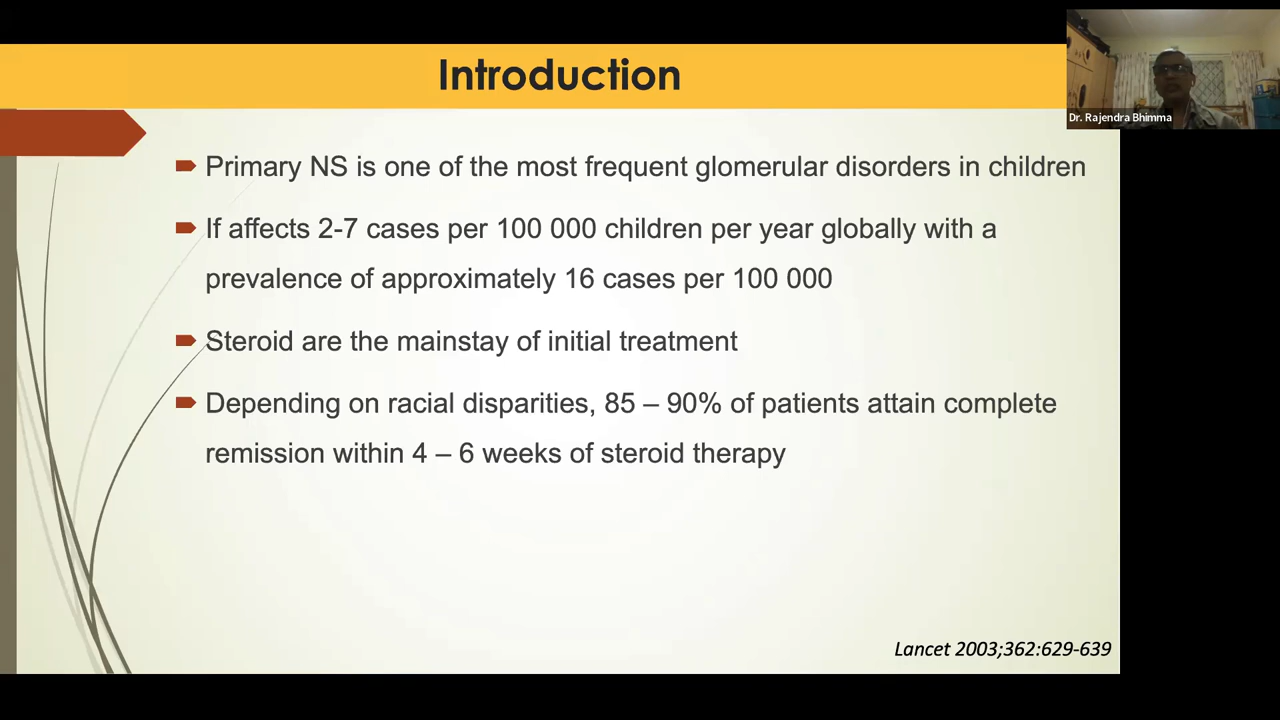 Introduction
Dr. Rajendra Bhimma
Primary NS is one of the most frequent glomerular disorders in children
If affects 2-7 cases per 100 000 children per year globally with a
prevalence of approximately 16 cases per 100 000
Steroid are the mainstay of initial treatment
Depending on racial disparities, 85 – 90% of patients attain complete
remission within 4 – 6 weeks of steroid therapy
Lancet 2003;362:629-639